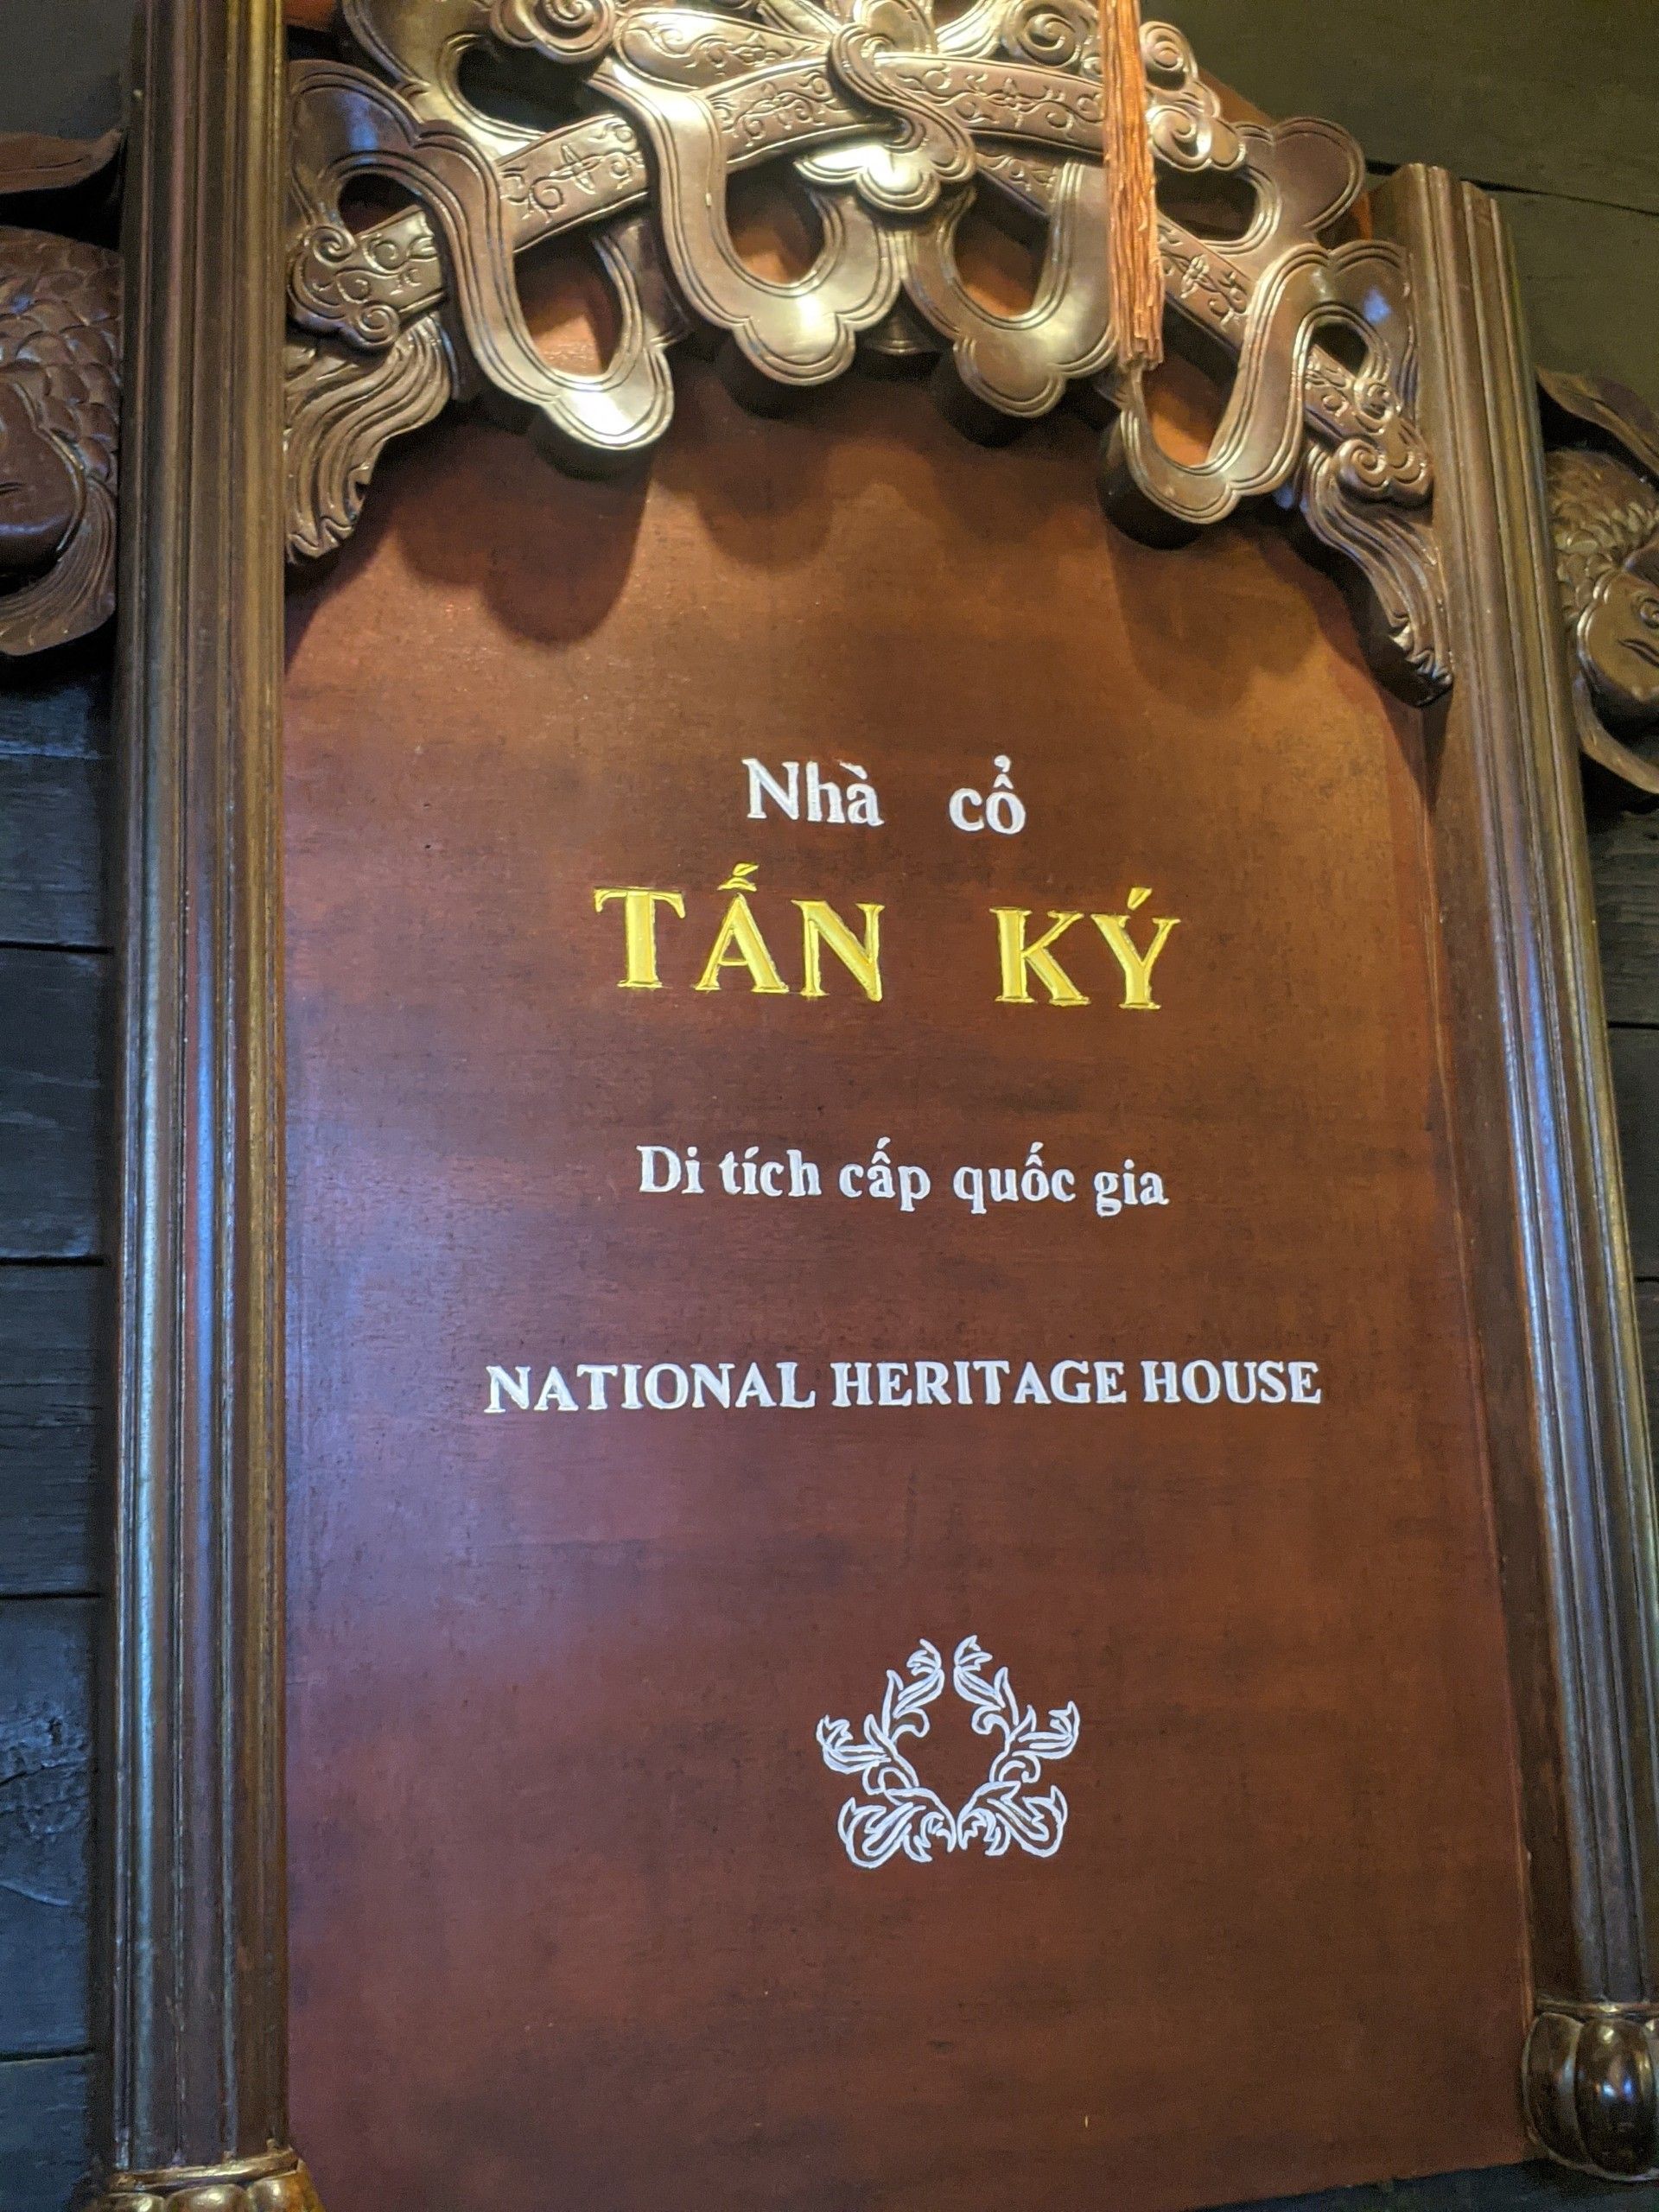 Nhà cổ
TẤN KÝ
Di tích cấp quốc gia
NATIONAL HERITAGE HOUSE